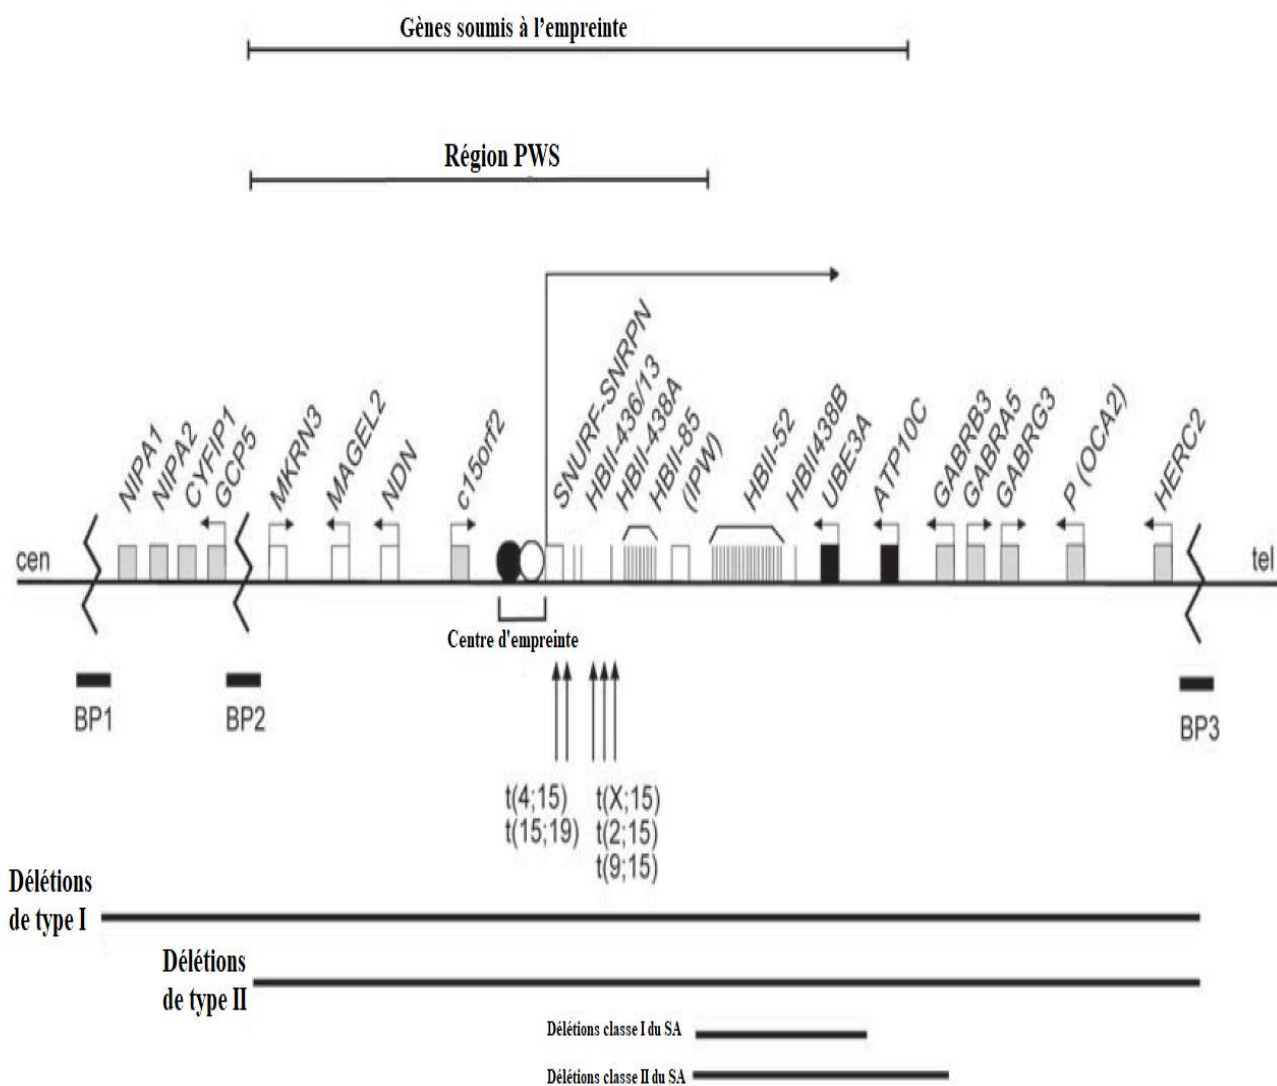 Gènes soumis à l'empreinte
Région PWS
NIPA1
NIPA2
CYFIP1
GCP5
MKRN3
MAGEL2
NDN
c15orf2
SNURF-SNRPN
HBII-436/13
HBII-438A
HBII-85
(IPW)
HBII-52
HBII438B
UBE3A
ATP10C
GABRB3
GABRA5
GABRG3
P (OCA2)
HERC2
cen
tel
Centre d'empreinte
BP1
BP2
BP3
t(4;15)
t(15;19)
t(X;15)
t(2;15)
t(9;15)
Délétions
de type I
Délétions
de type II
Délétions classe I du SA
Délétions classe II du SA